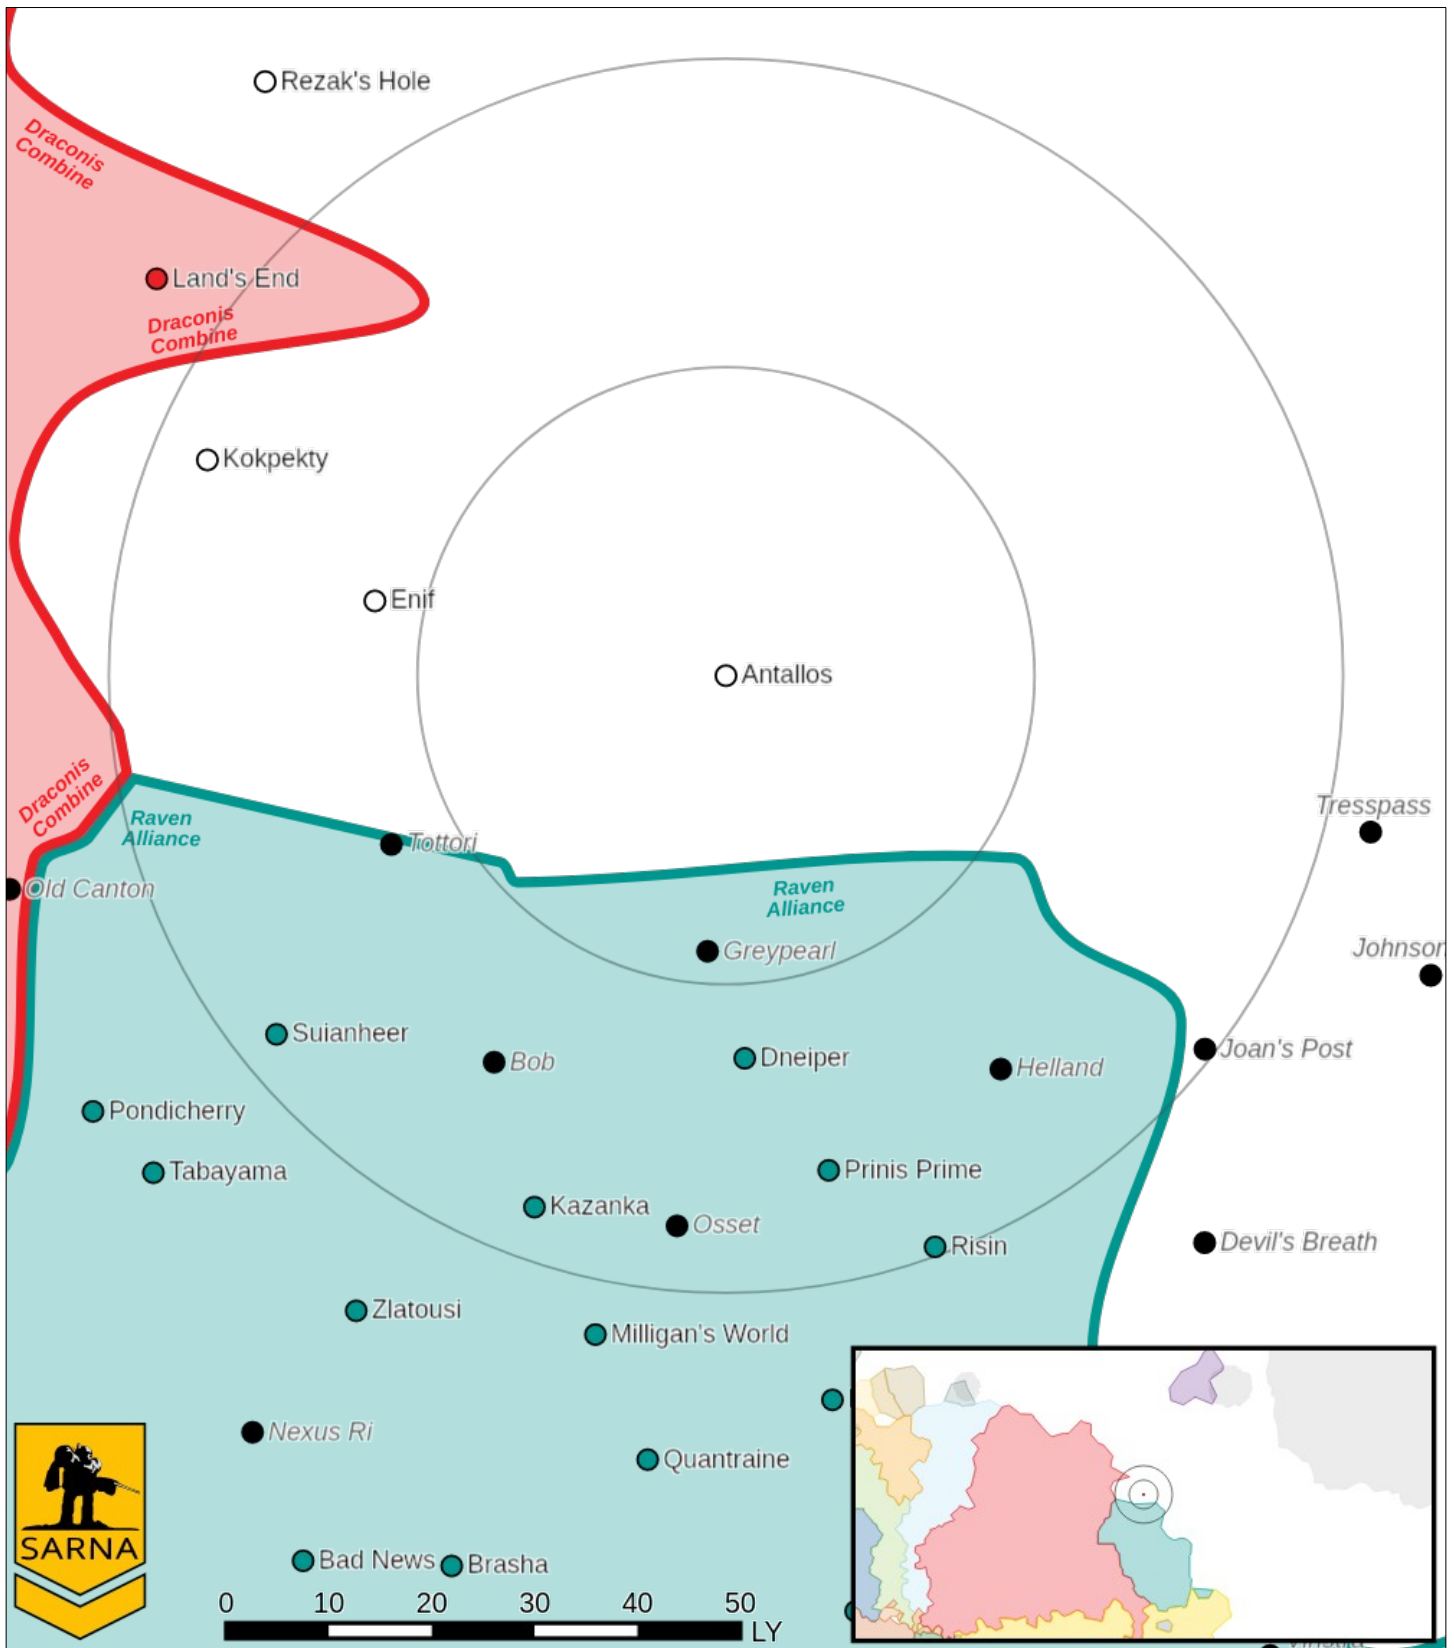 Rezak's Hole
Draconis
Combine
Land's End
Draconis
Combine
Kokpekty
Enif
Antallos
Draconis
Combine
Raven
Alliance
Tresspass
Tottori
Old Canton
Raven
Alliance
Greypearl
Suianheer
Bob
Dneiper
Helland
Joan's Post
Pondicherry
Tabayama
Prinis Prime
Kazanka
Osset
Risin
Devil's Breath
Zlatousi
Milligan's World
Nexus Ri
Quantraine
SARNA
Bad News
Brasha
0 10 20 30 40 50
LY